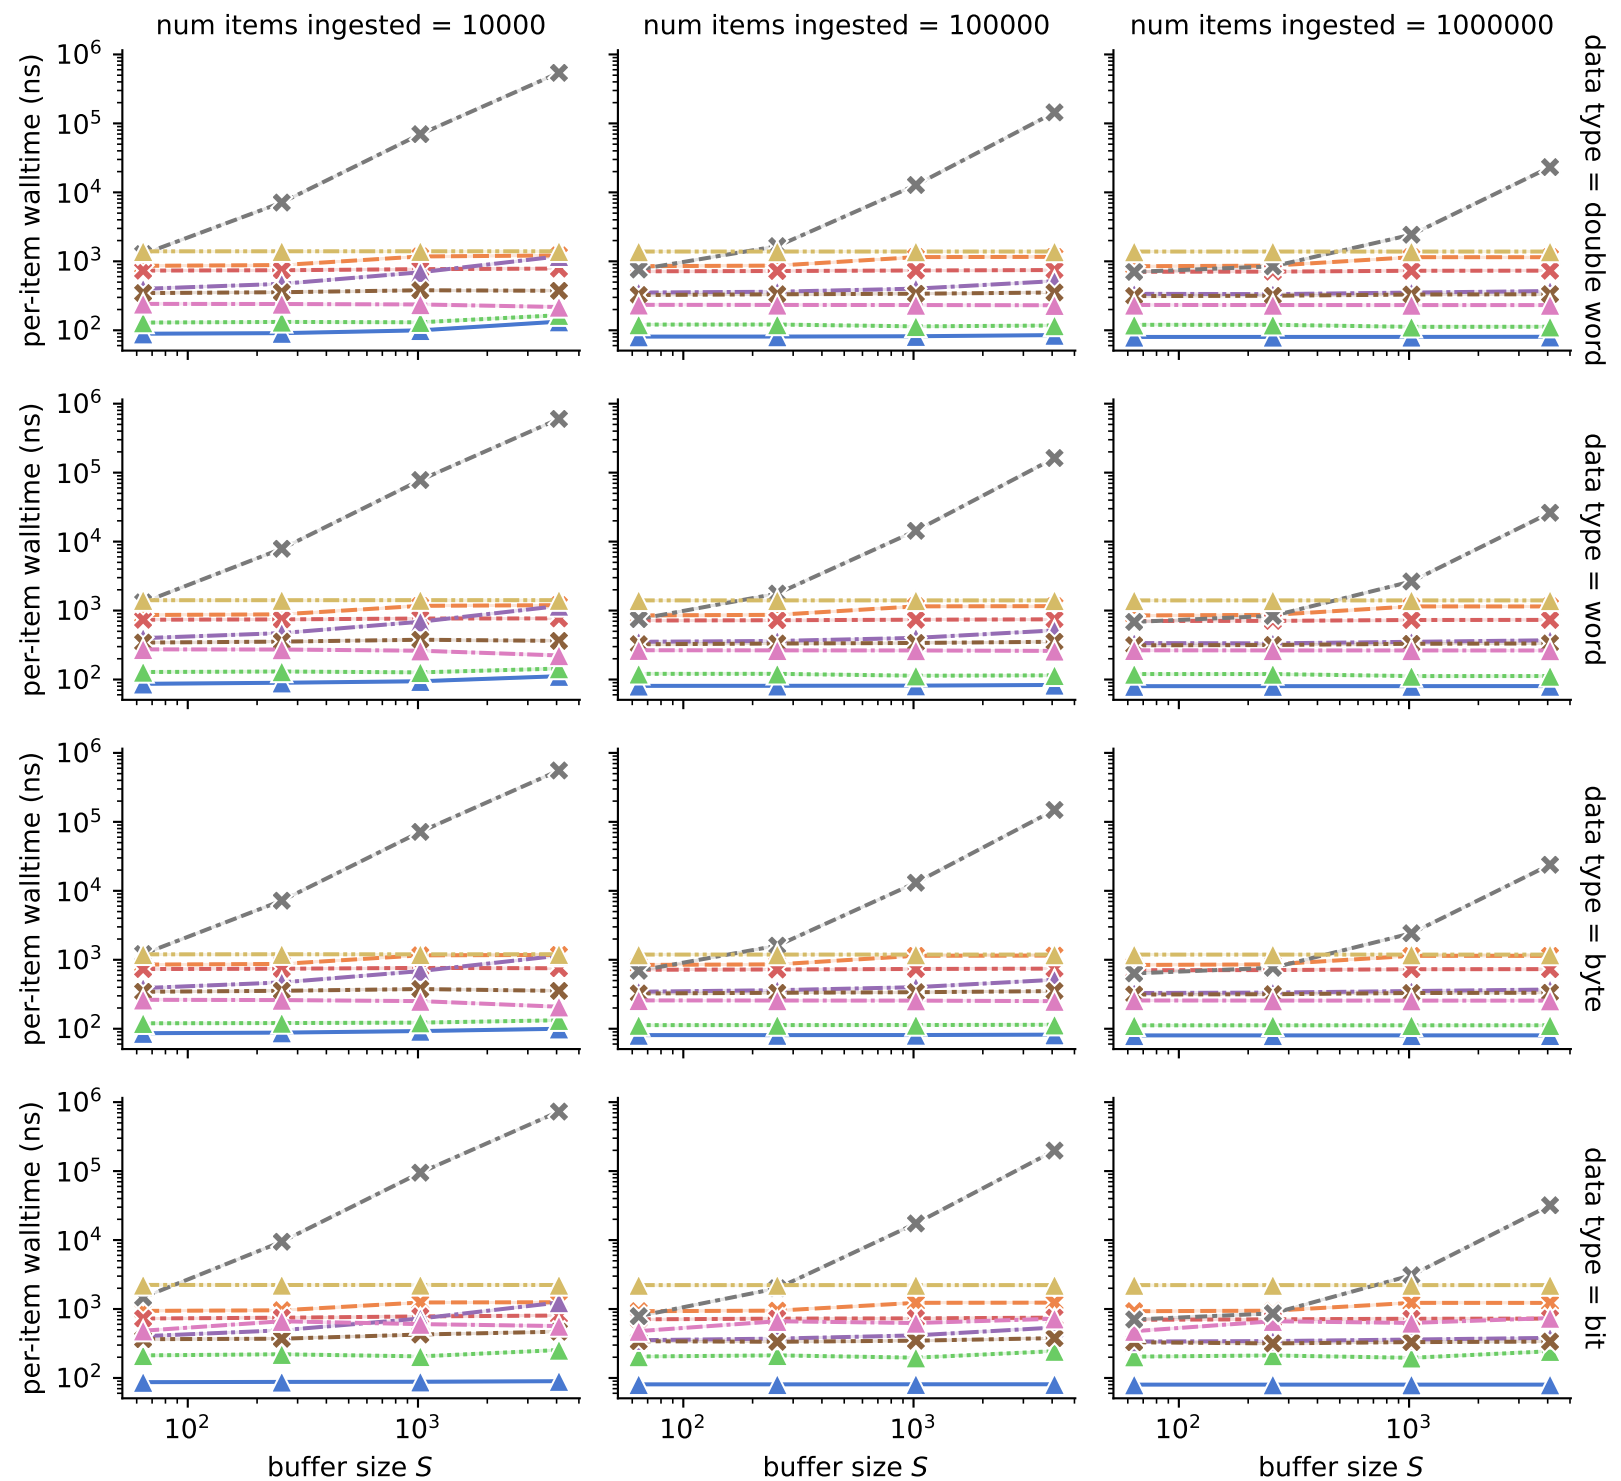 num items ingested = 10000
num items ingested = 100000
num items ingested = 1000000
per-item walltime (ns)
10⁶
10⁵
10⁴
10³
10²
data type = double word
per-item walltime (ns)
10⁶
10⁵
10⁴
10³
10²
data type = word
per-item walltime (ns)
10⁶
10⁵
10⁴
10³
10²
data type = byte
per-item walltime (ns)
10⁶
10⁵
10⁴
10³
10²
data type = bit
10² 10³
10² 10³
10² 10³
buffer size S
buffer size S
buffer size S